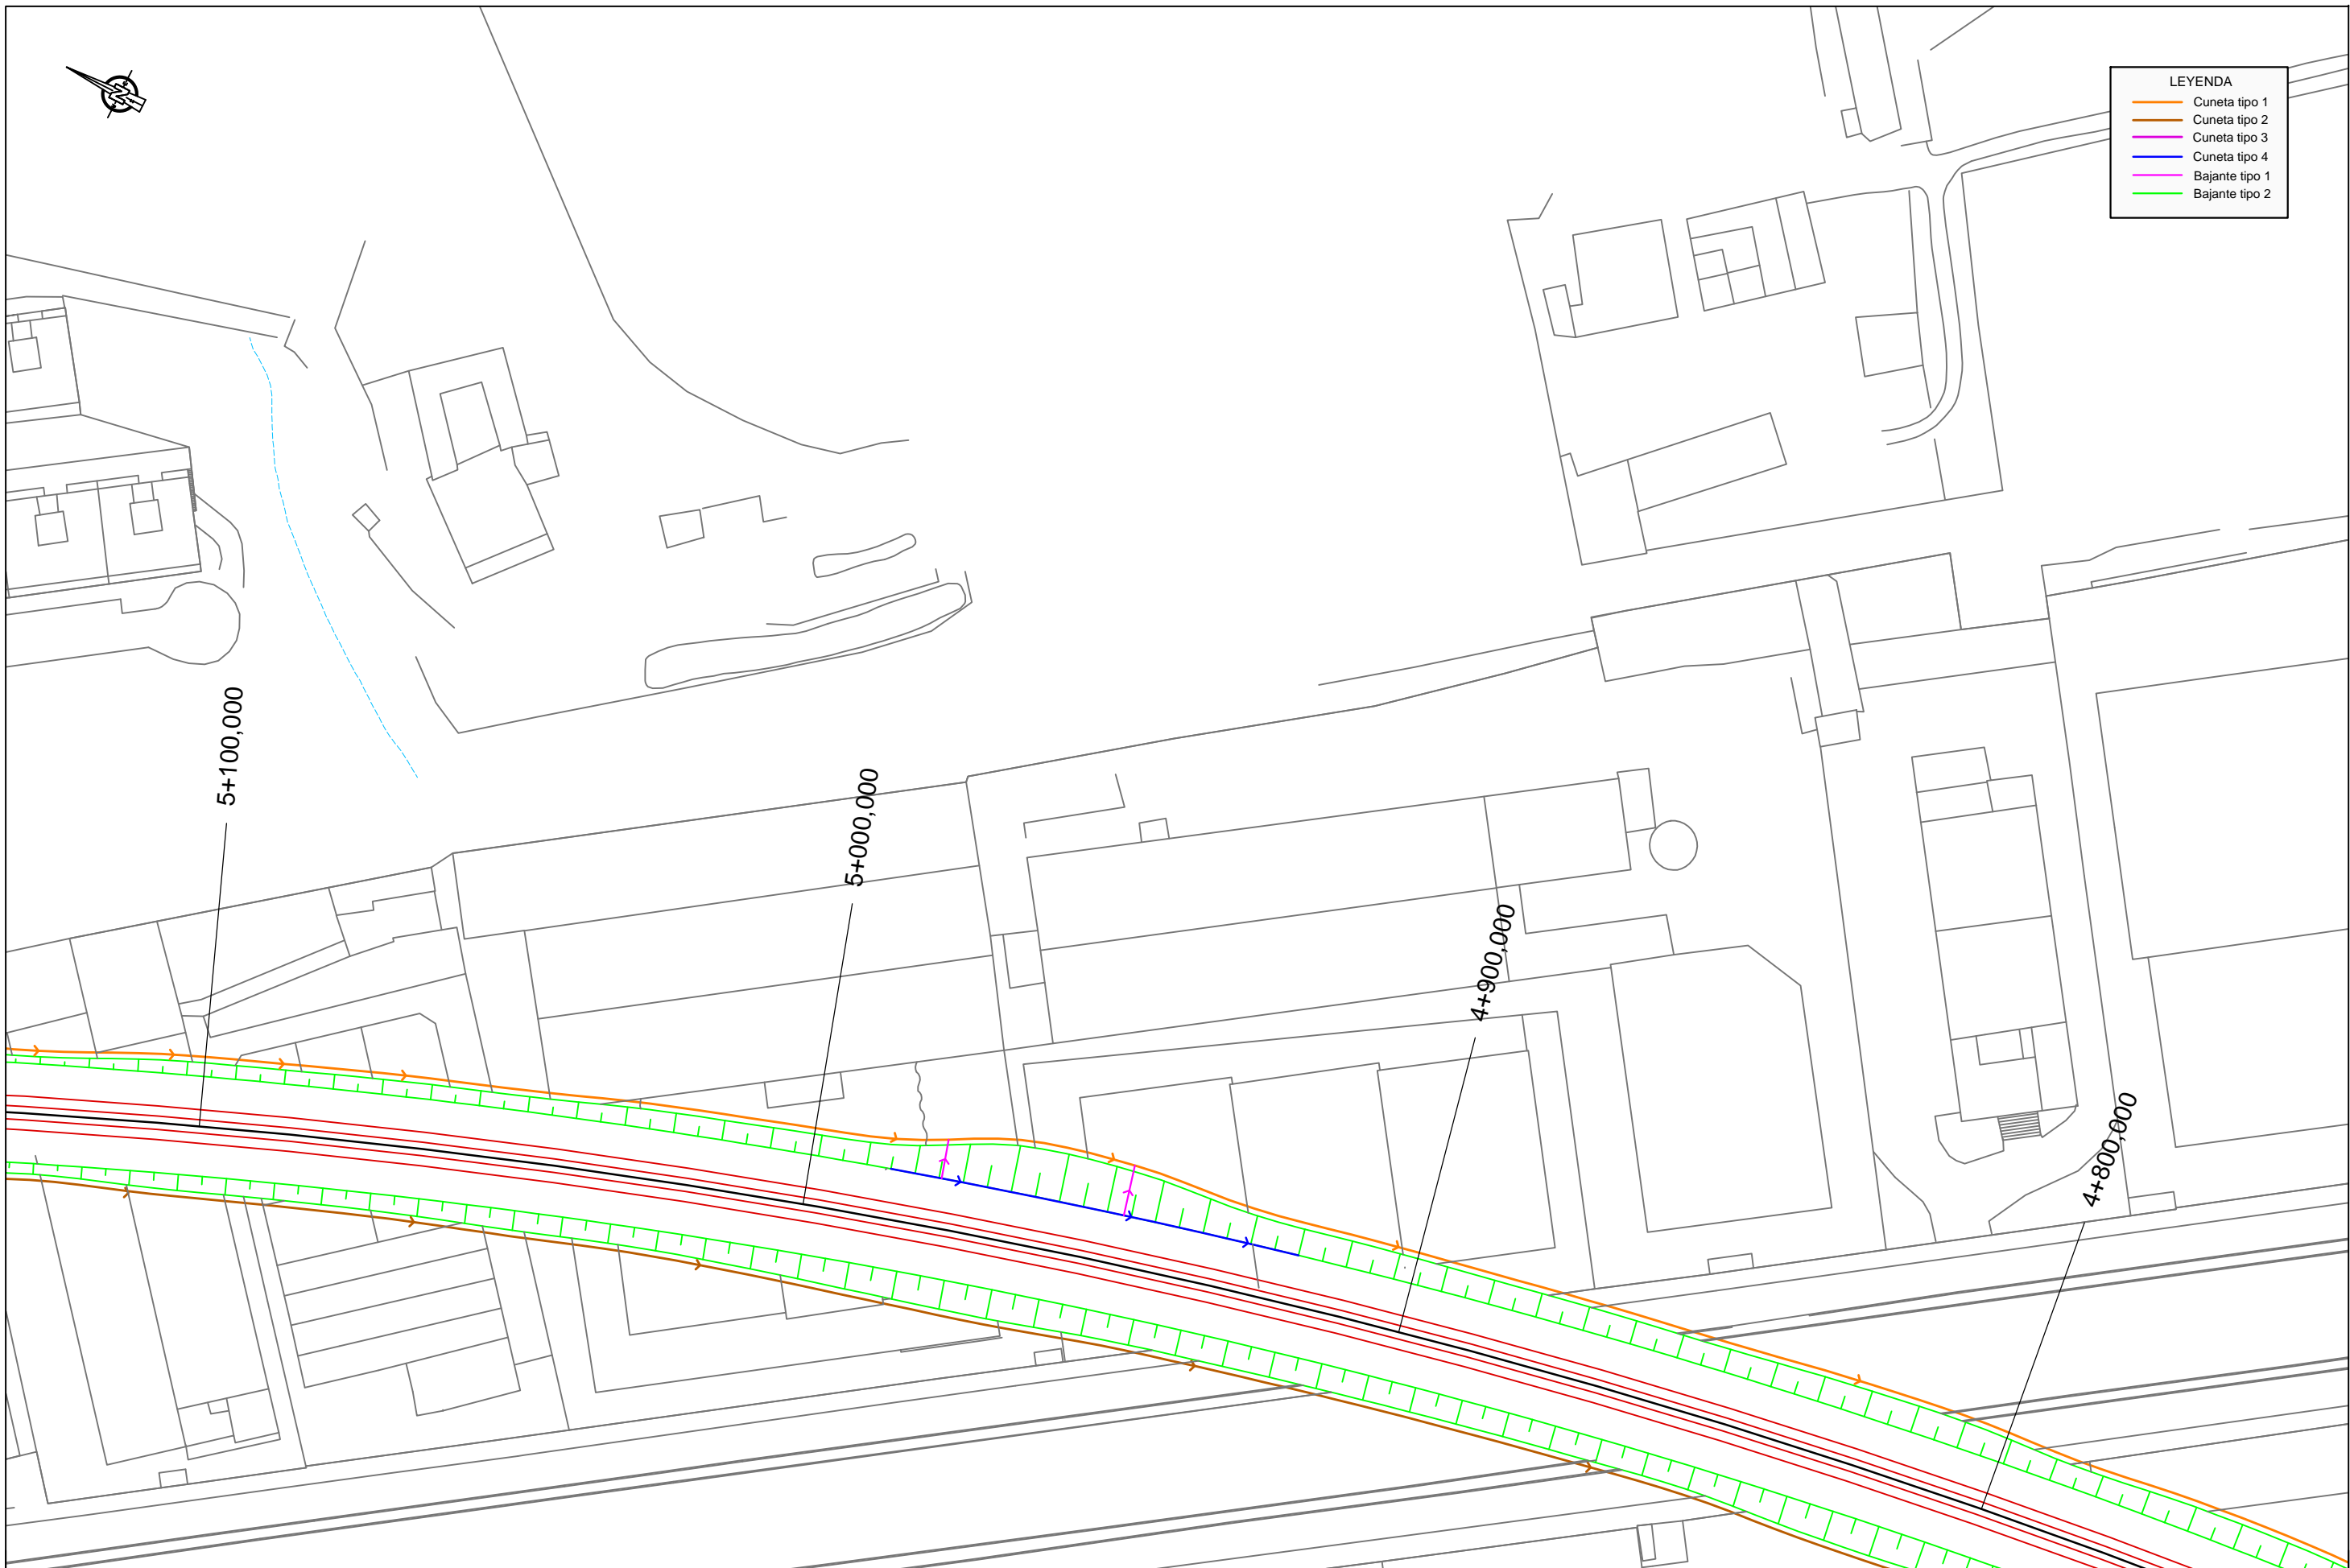 LEYENDA
Cuneta tipo 1
Cuneta tipo 2
Cuneta tipo 3
Cuneta tipo 4
Bajante tipo 1
Bajante tipo 2
N
5+100,000
5+000,000
4+900,000
4+800,000